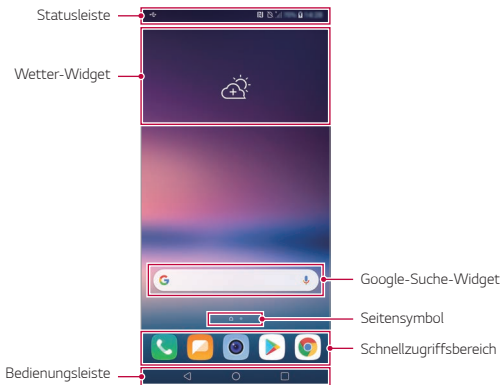 Statusleiste
Wetter-Widget
Google-Suche-Widget
Seitensymbol
Schnellzugriffsbereich
Bedienungsleiste